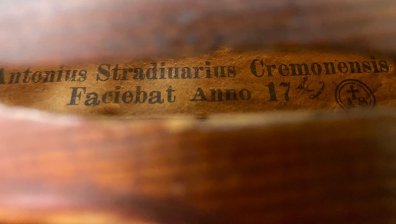 Antonius Stradiuarius Cremonensis
Faciebat Anno 17